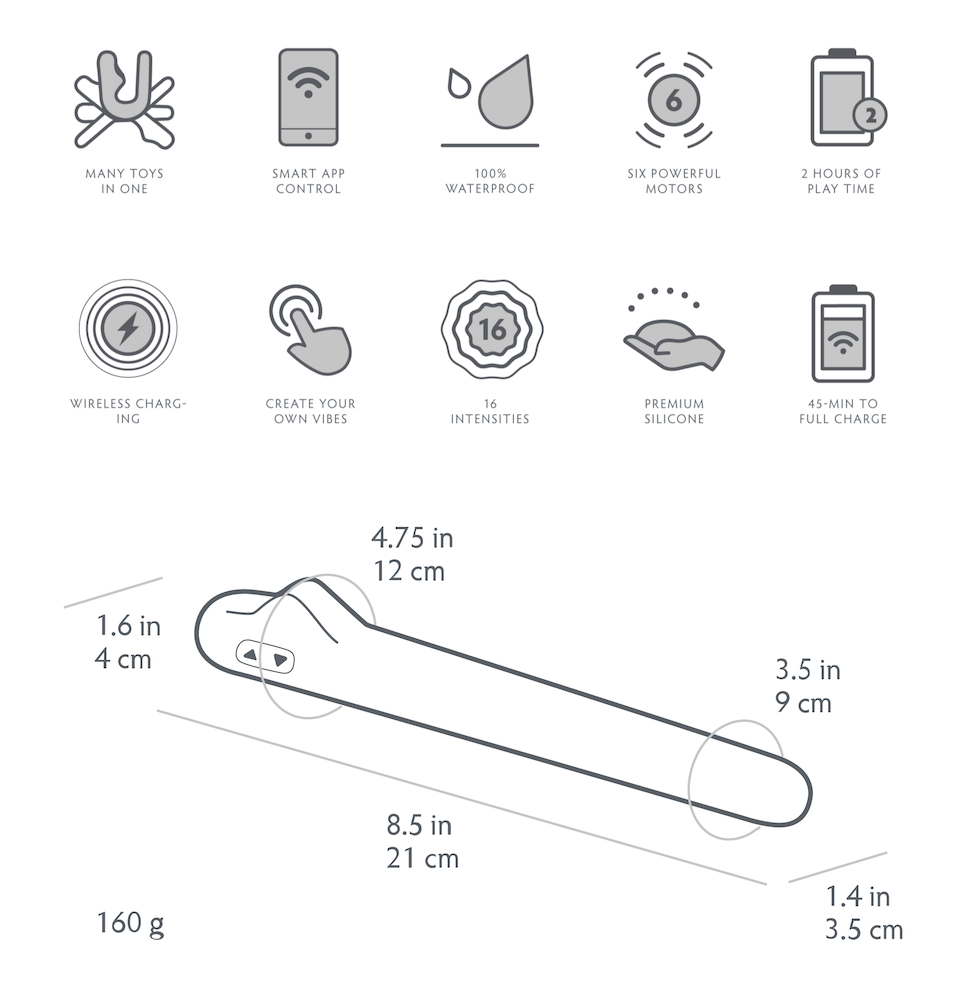 MANY TOYS
IN ONE
SMART APP
CONTROL
100%
WATERPROOF
6
SIX POWERFUL
MOTORS
2
2 HOURS OF
PLAY TIME
WIRELESS CHARG-
ING
CREATE YOUR
OWN VIBES
16
16
INTENSITIES
PREMIUM
SILICONE
45-MIN TO
FULL CHARGE
4.75 in
12 cm
1.6 in
4 cm
3.5 in
9 cm
8.5 in
21 cm
1.4 in
3.5 cm
160 g